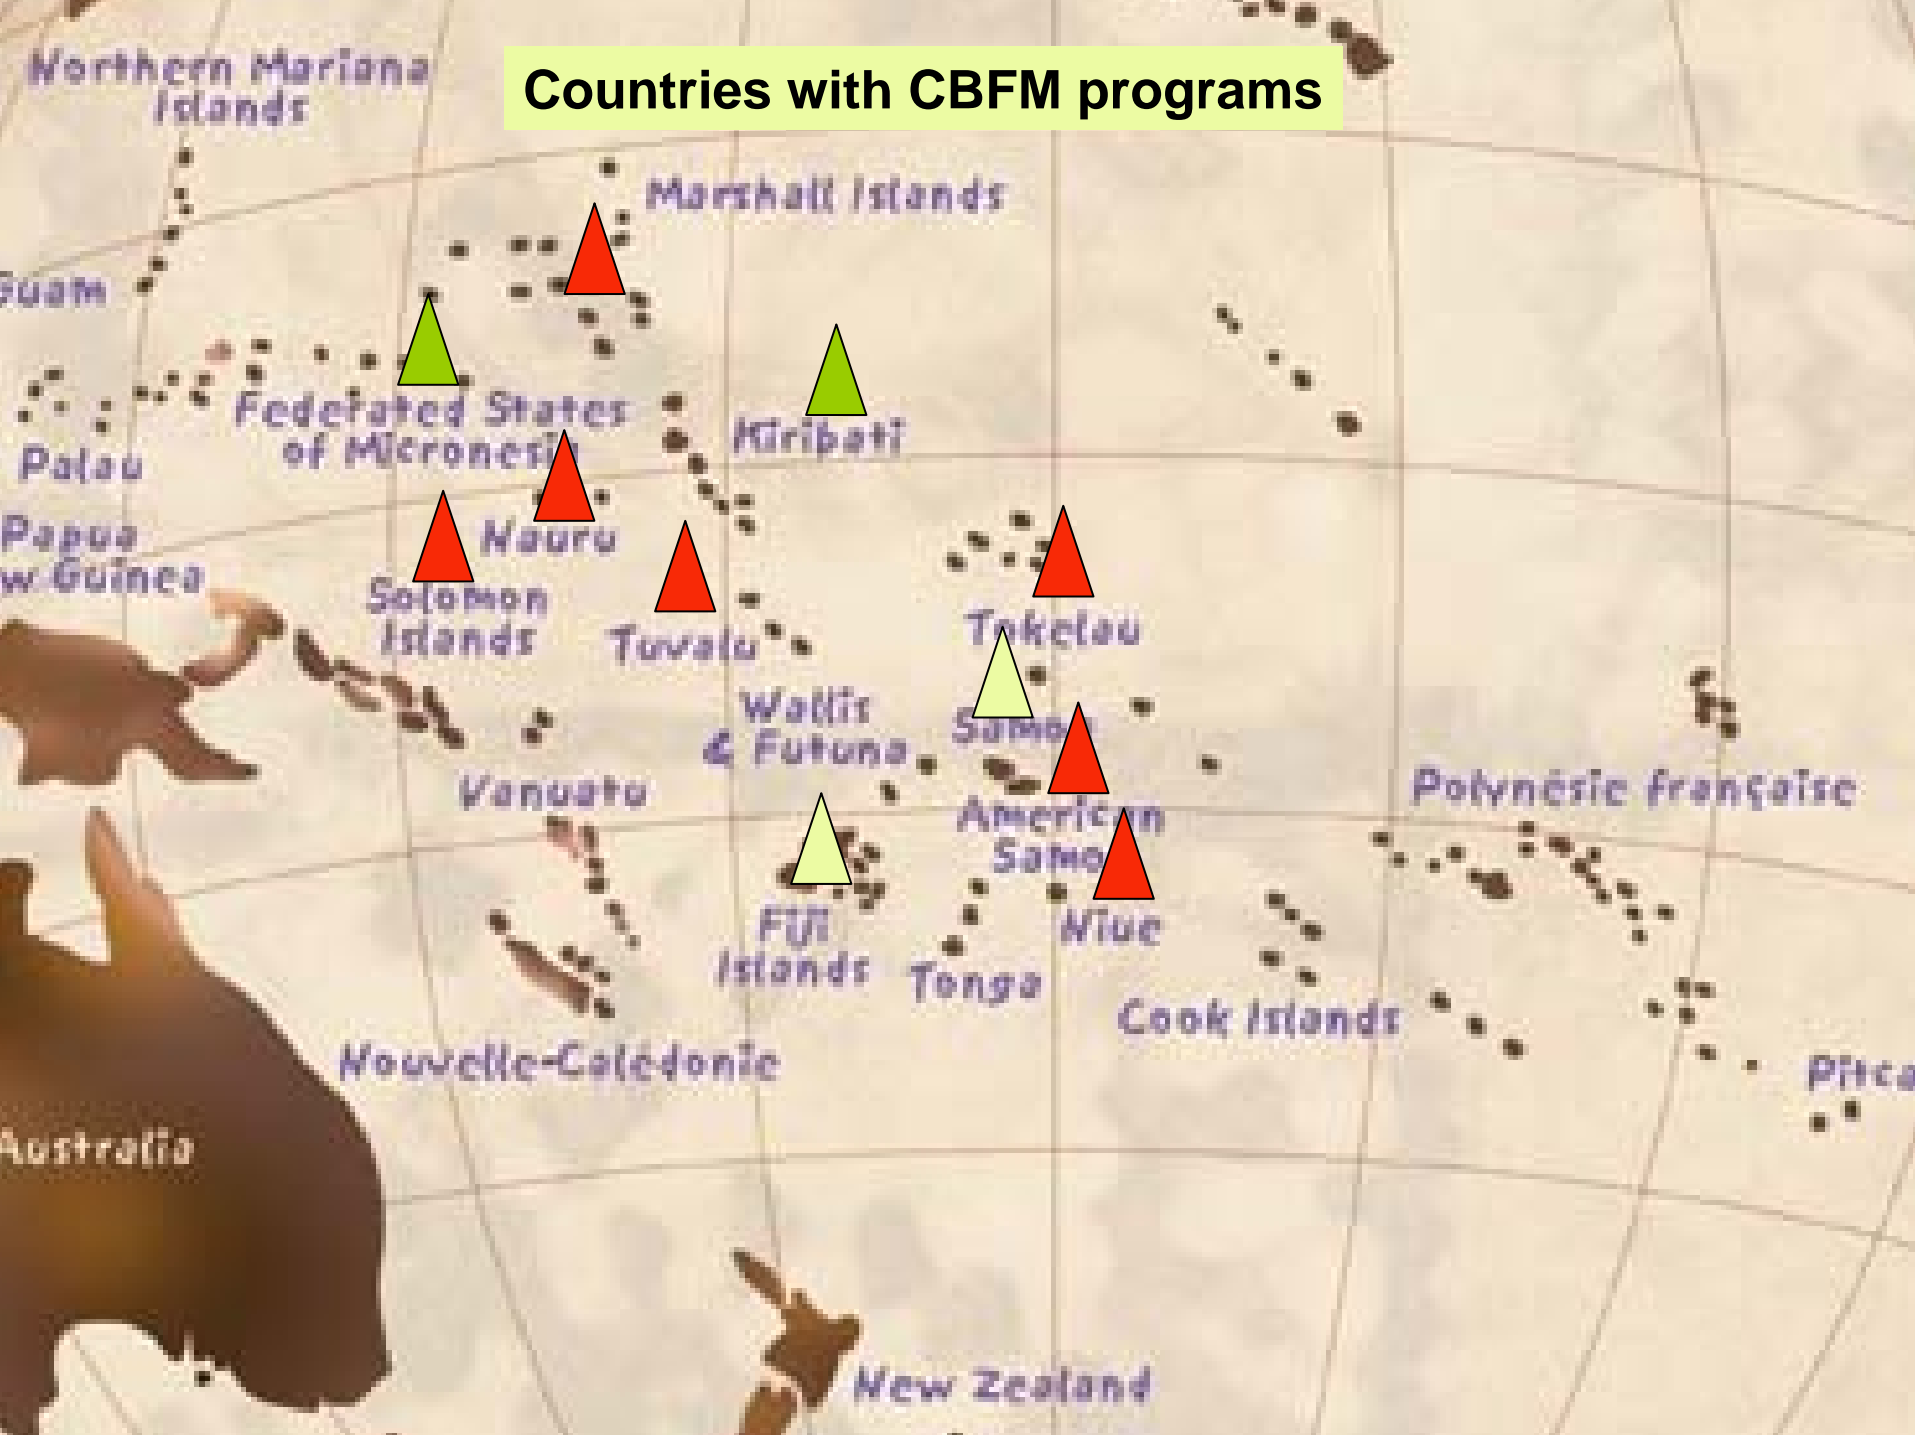 Countries with CBFM programs
Northern Mariana
Islands
Marshall Islands
Guam
Federated States
of Micronesia
Kiribati
Palau
Papua
w Guinea
Nauru
Solomon
Islands
Tuvalu
Tokelau
Wallis
& Futuna
Samoa
Vanuatu
American
Samoa
Polynésie française
Fiji
Islands
Niue
Tonga
Cook Islands
Nouvelle-Calédonie
Pitca
Australia
New Zealand